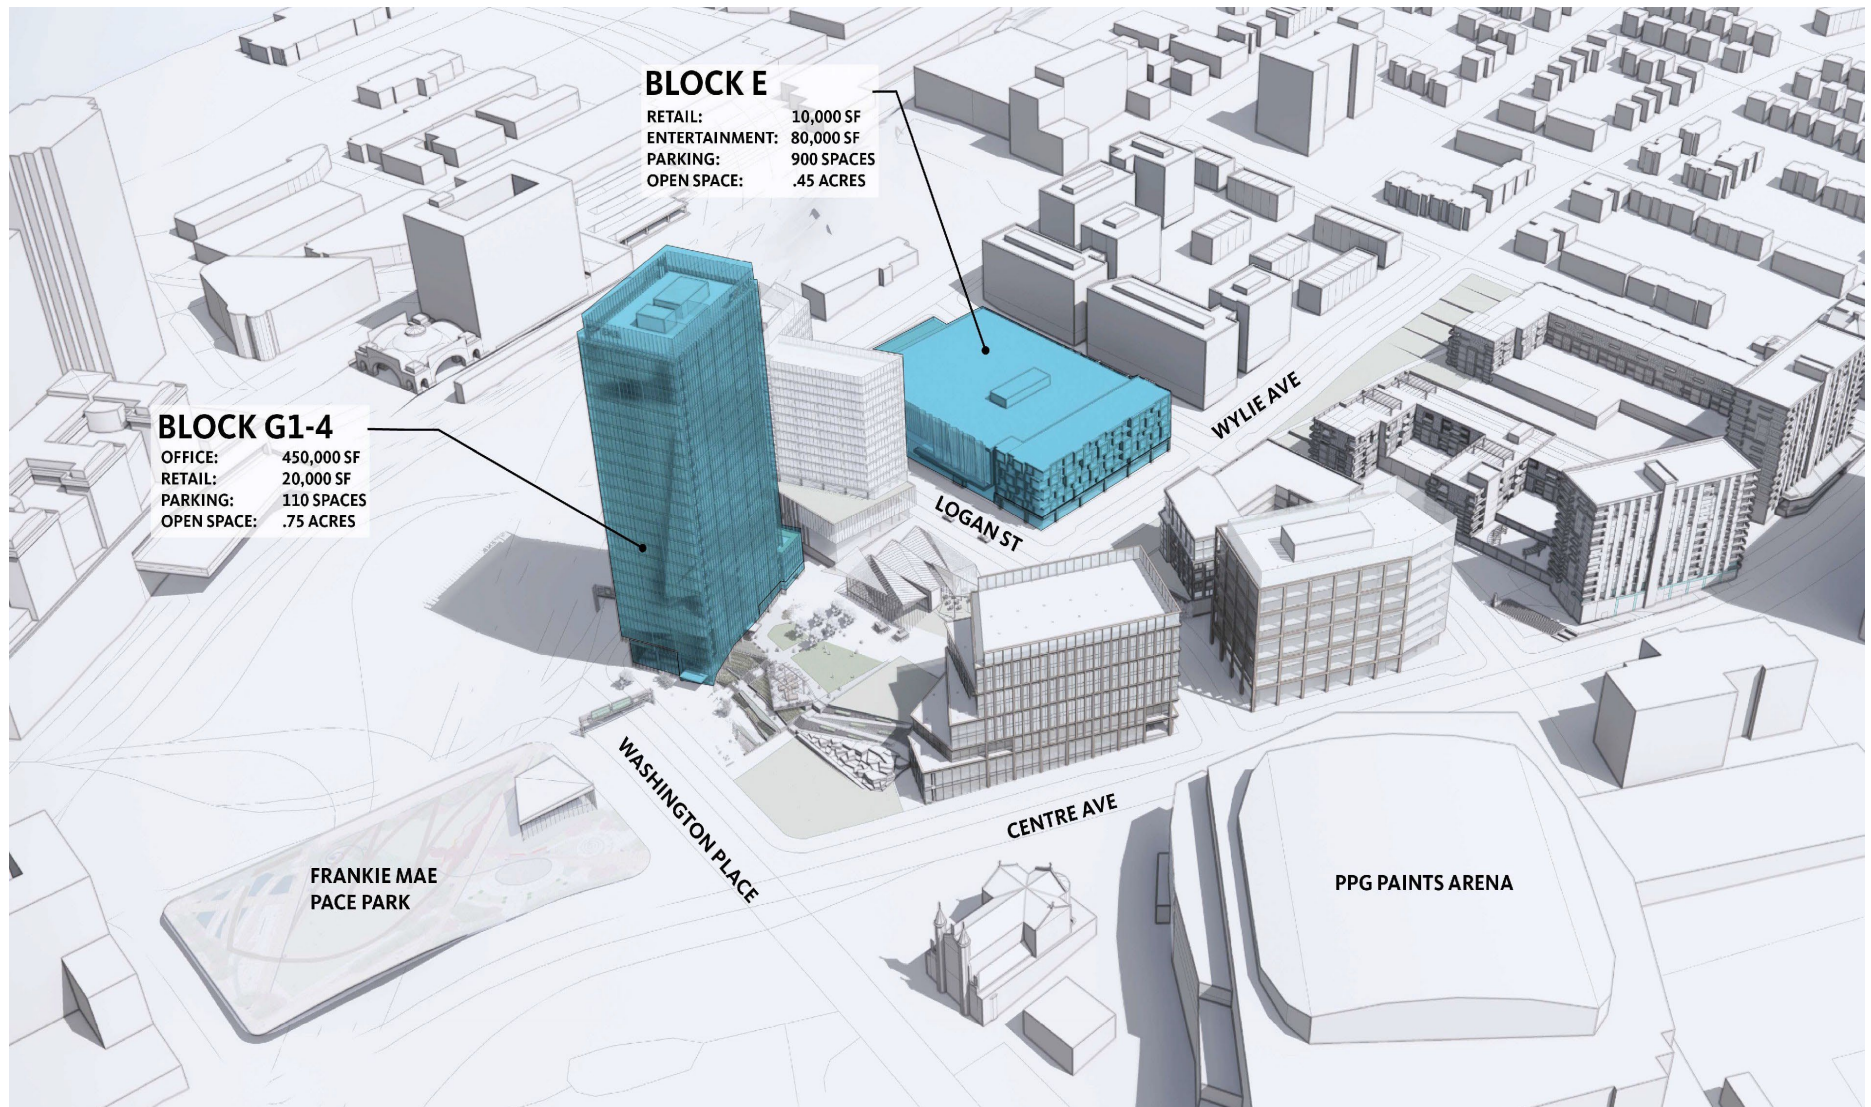 BLOCK E
RETAIL: 10,000 SF
ENTERTAINMENT: 80,000 SF
PARKING: 900 SPACES
OPEN SPACE: .45 ACRES
BLOCK G1-4
OFFICE: 450,000 SF
RETAIL: 20,000 SF
PARKING: 110 SPACES
OPEN SPACE: .75 ACRES
WYLIE AVE
LOGAN ST
WASHINGTON PLACE
CENTRE AVE
FRANKIE MAE
PACE PARK
PPG PAINTS ARENA